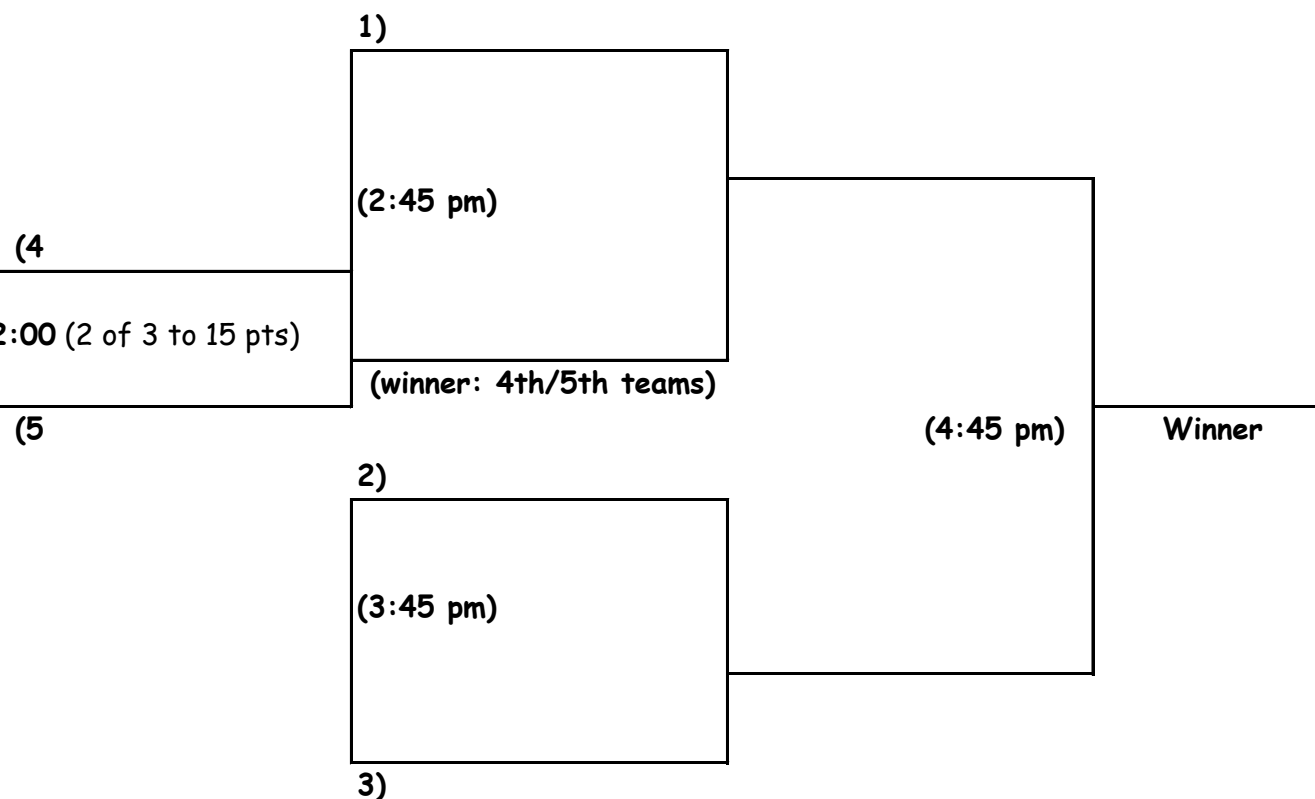 1)
(2:45 pm)
(4
2:00 (2 of 3 to 15 pts)
(winner: 4th/5th teams)
(5
(4:45 pm)
Winner
2)
(3:45 pm)
3)